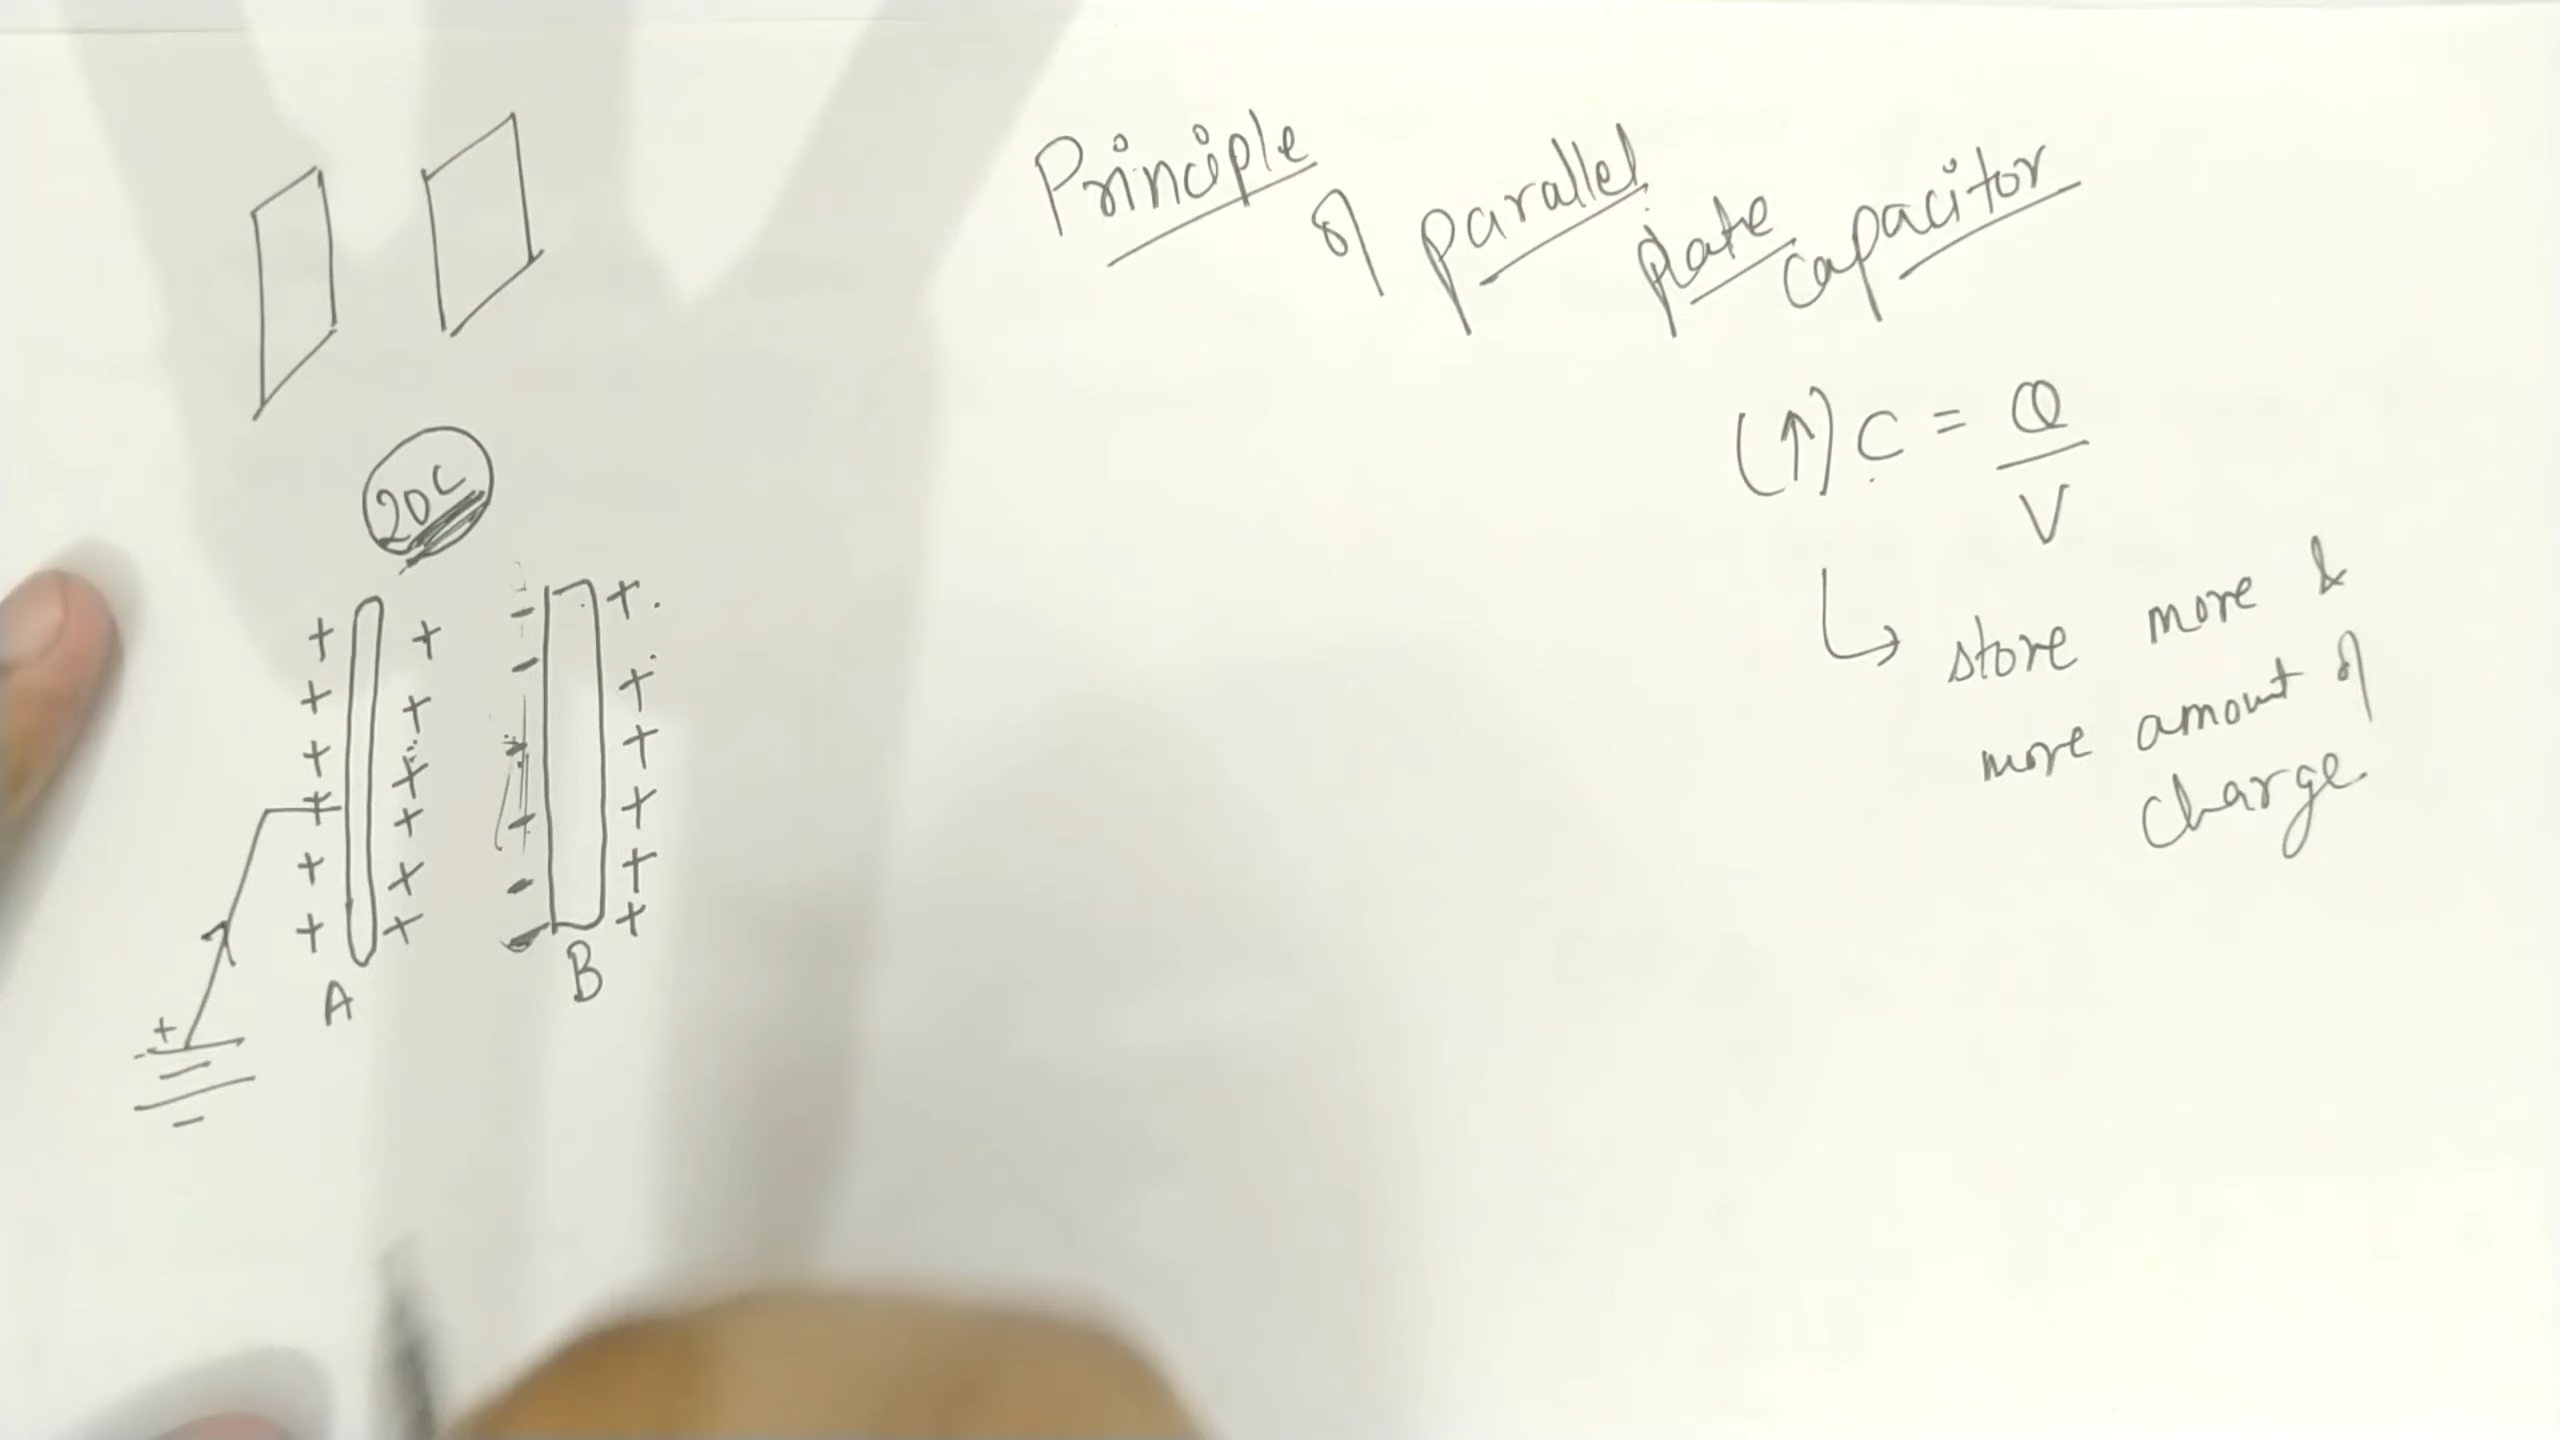 Principle of parallel plate capacitor
(↑) C = Q / V
↳ store more &
more amount of
charge
20C
+ + - +
+ + - +
+ + - +
+ + - +
+ + - +
+ + - +
A B
+